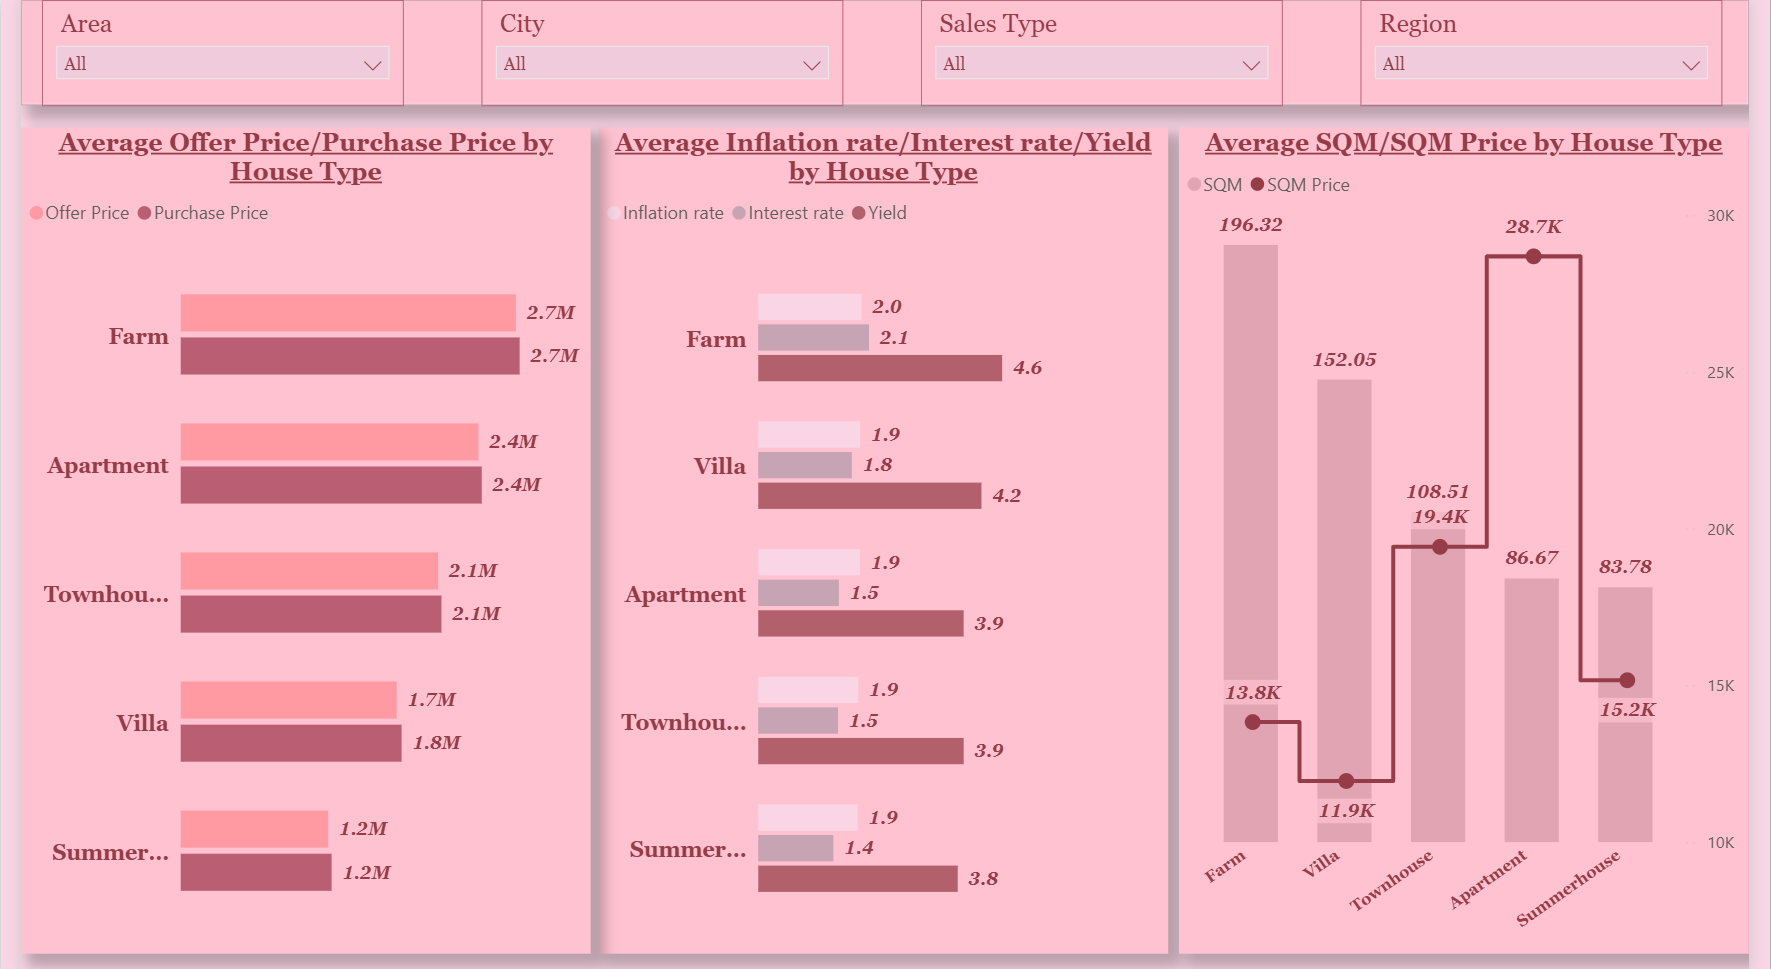 Area
City
Sales Type
Region
All
All
All
All
Average Offer Price/Purchase Price by
House Type
Offer Price
Purchase Price
Farm
2.7M
2.7M
Apartment
2.4M
2.4M
Townhou...
2.1M
2.1M
Villa
1.7M
1.8M
Summer...
1.2M
1.2M
Average Inflation rate/Interest rate/Yield
by House Type
Inflation rate
Interest rate
Yield
Farm
2.0
2.1
4.6
Villa
1.9
1.8
4.2
Apartment
1.9
1.5
3.9
Townhou...
1.9
1.5
3.9
Summer...
1.9
1.4
3.8
Average SQM/SQM Price by House Type
SQM
SQM Price
30K
25K
20K
15K
10K
196.32
152.05
108.51
86.67
83.78
13.8K
11.9K
19.4K
28.7K
15.2K
Farm
Villa
Townhouse
Apartment
Summerhouse